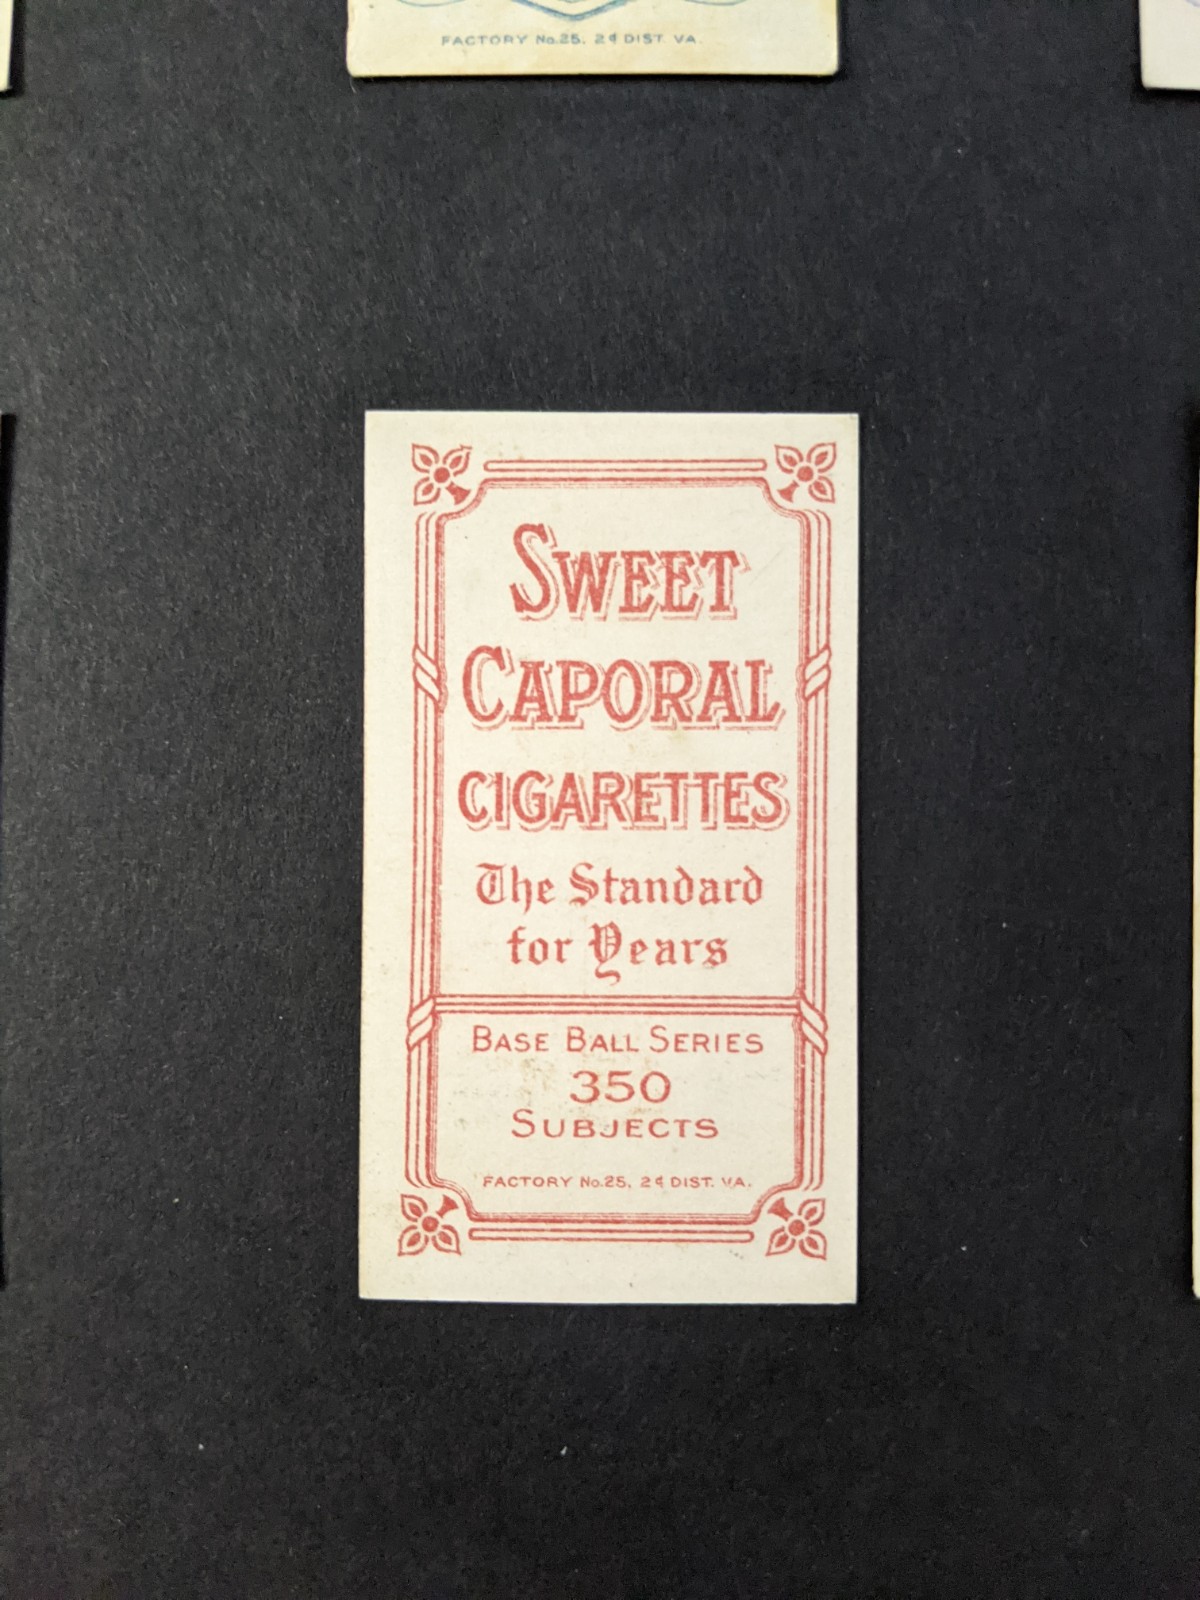 FACTORY No.25, 2d DIST. VA.
SWEET
CAPORAL
CIGARETTES
The Standard
for Years
BASE BALL SERIES
350
SUBJECTS
FACTORY No.25, 2d DIST. VA.